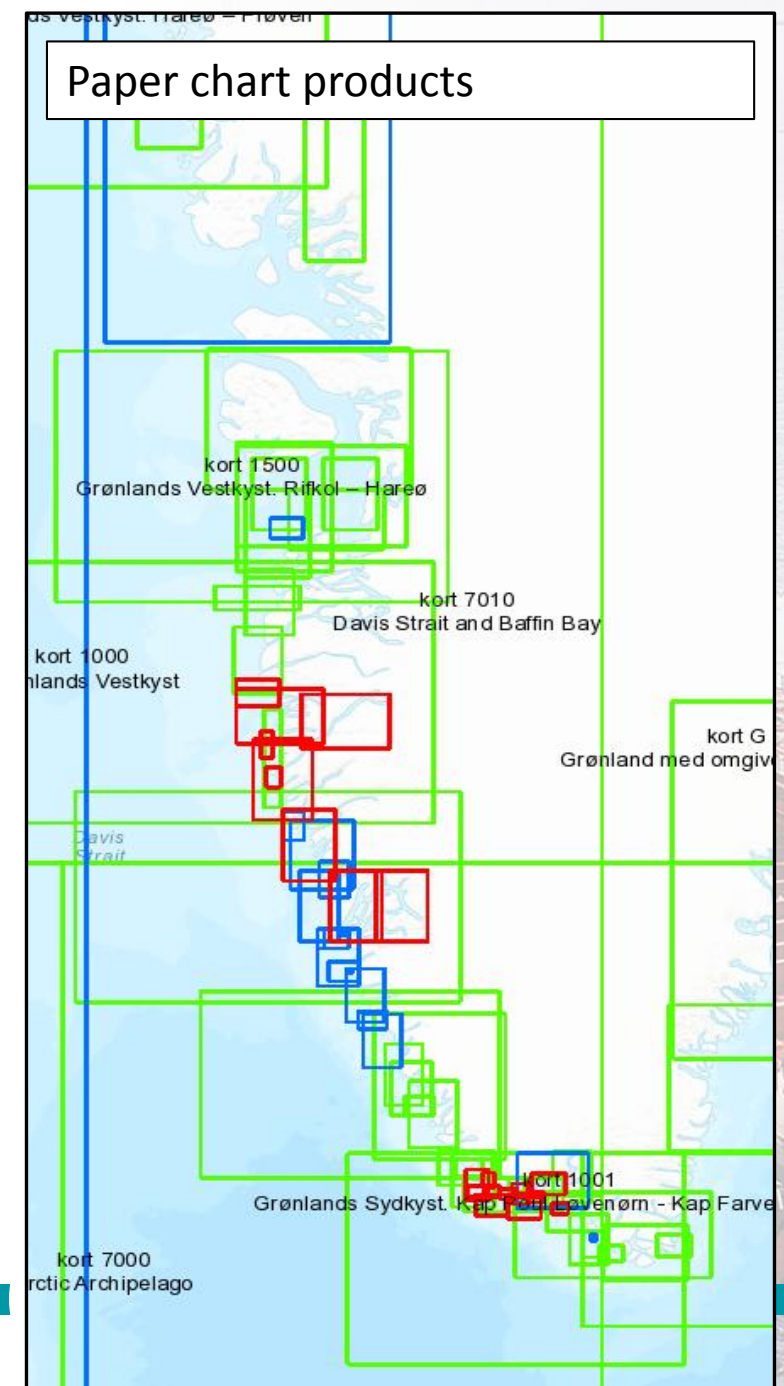 ds Vestkyst. Hareø – Prøven
Paper chart products
kort 1500
Grønlands Vestkyst. Rifkol – Hareø
kort 7010
Davis Strait and Baffin Bay
kort 1000
nlands Vestkyst
kort G
Grønland med omgiv
Davis
Strait
kort 1001
Grønlands Sydkyst. Kap Poul Løvenørn - Kap Farve
kort 7000
rctic Archipelago